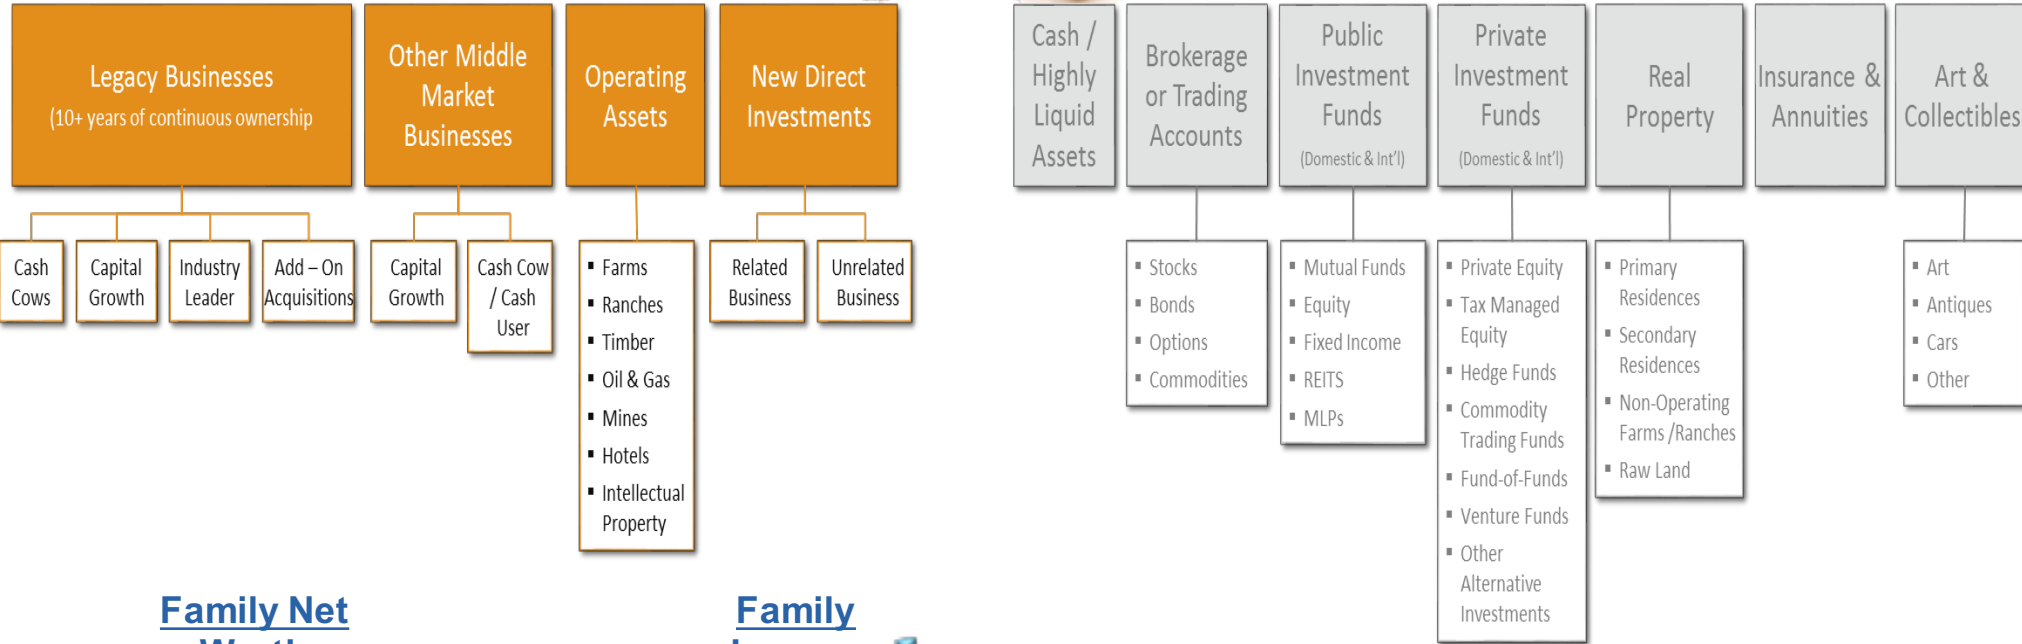 Legacy Businesses
(10+ years of continuous ownership
Cash
Cows
Capital
Growth
Industry
Leader
Add – On
Acquisitions
Other Middle
Market
Businesses
Capital
Growth
Cash Cow
/ Cash
User
Operating
Assets
▪ Farms
▪ Ranches
▪ Timber
▪ Oil & Gas
▪ Mines
▪ Hotels
▪ Intellectual
Property
New Direct
Investments
Related
Business
Unrelated
Business
Cash /
Highly
Liquid
Assets
Brokerage
or Trading
Accounts
▪ Stocks
▪ Bonds
▪ Options
▪ Commodities
Public
Investment
Funds
(Domestic & Int'l)
▪ Mutual Funds
▪ Equity
▪ Fixed Income
▪ REITS
▪ MLPs
Private
Investment
Funds
(Domestic & Int'l)
▪ Private Equity
▪ Tax Managed
Equity
▪ Hedge Funds
▪ Commodity
Trading Funds
▪ Fund-of-Funds
▪ Venture Funds
▪ Other
Alternative
Investments
Real
Property
▪ Primary
Residences
▪ Secondary
Residences
▪ Non-Operating
Farms /Ranches
▪ Raw Land
Insurance &
Annuities
Art &
Collectibles
▪ Art
▪ Antiques
▪ Cars
▪ Other
Family Net
Family